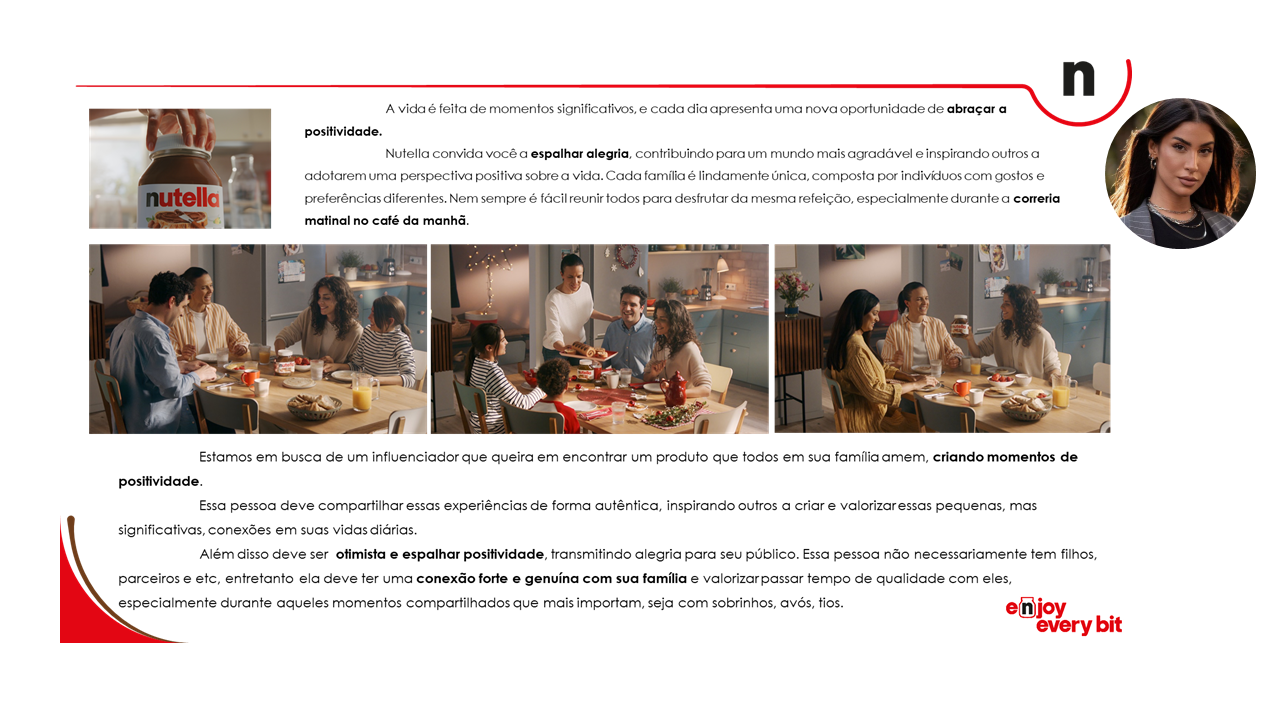 n
A vida é feita de momentos significativos, e cada dia apresenta uma nova oportunidade de abraçar a
positividade.
Nutella convida você a espalhar alegria, contribuindo para um mundo mais agradável e inspirando outros a
adotarem uma perspectiva positiva sobre a vida. Cada família é lindamente única, composta por indivíduos com gostos e
preferências diferentes. Nem sempre é fácil reunir todos para desfrutar da mesma refeição, especialmente durante a correria
matinal no café da manhã.
nutella
Estamos em busca de um influenciador que queira em encontrar um produto que todos em sua família amem, criando momentos de
positividade.
Essa pessoa deve compartilhar essas experiências de forma autêntica, inspirando outros a criar e valorizar essas pequenas, mas
significativas, conexões em suas vidas diárias.
Além disso deve ser otimista e espalhar positividade, transmitindo alegria para seu público. Essa pessoa não necessariamente tem filhos,
parceiros e etc, entretanto ela deve ter uma conexão forte e genuína com sua família e valorizar passar tempo de qualidade com eles,
especialmente durante aqueles momentos compartilhados que mais importam, seja com sobrinhos, avós, tios.
enjoy
every bit